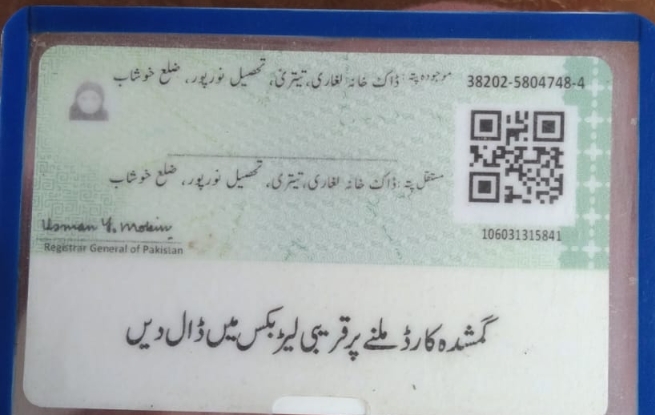 موجودہ پتہ: ڈاک خانہ لغاری، تیتری، تحصیل نورپور، ضلع خوشاب
38202-5804748-4
مستقل پتہ: ڈاک خانہ لغاری، تیتری، تحصیل نورپور، ضلع خوشاب
106031315841
Usman Y. Mobin
Registrar General of Pakistan
گمشدہ کارڈ ملنے پر قریبی لیٹر بکس میں ڈال دیں